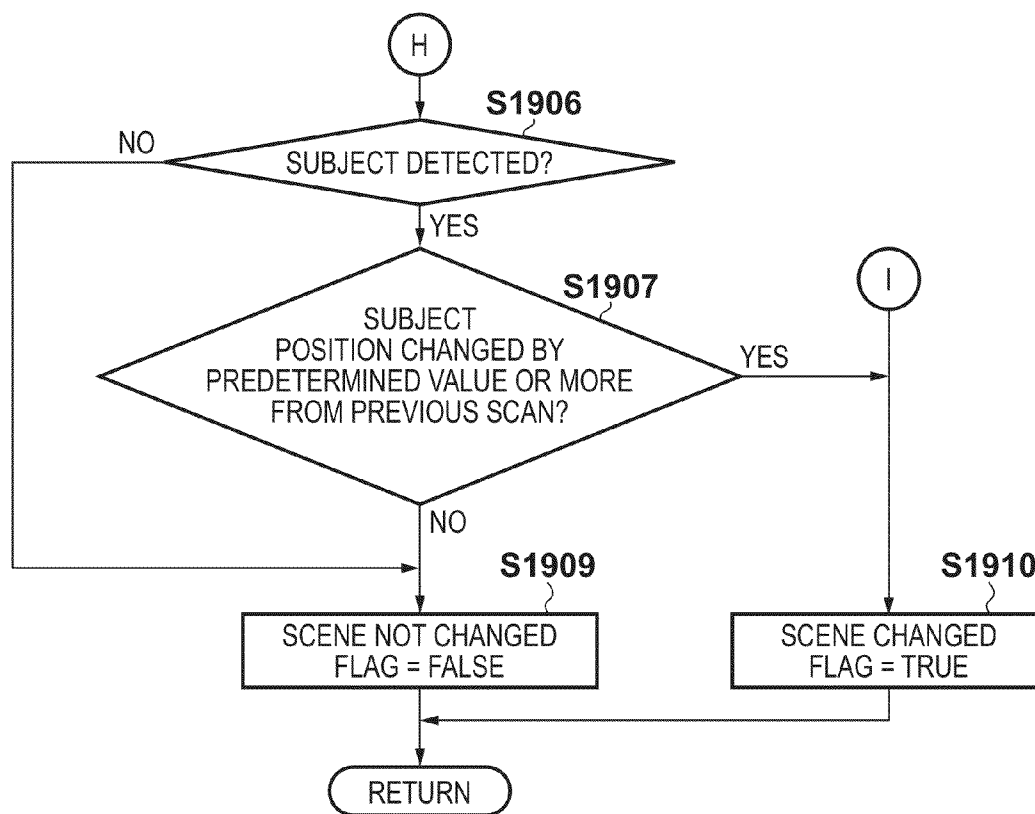 H
S1906
NO
SUBJECT DETECTED?
YES
S1907
I
SUBJECT
POSITION CHANGED BY
PREDETERMINED VALUE OR MORE
FROM PREVIOUS SCAN?
YES
NO
S1909
S1910
SCENE NOT CHANGED
FLAG = FALSE
SCENE CHANGED
FLAG = TRUE
RETURN